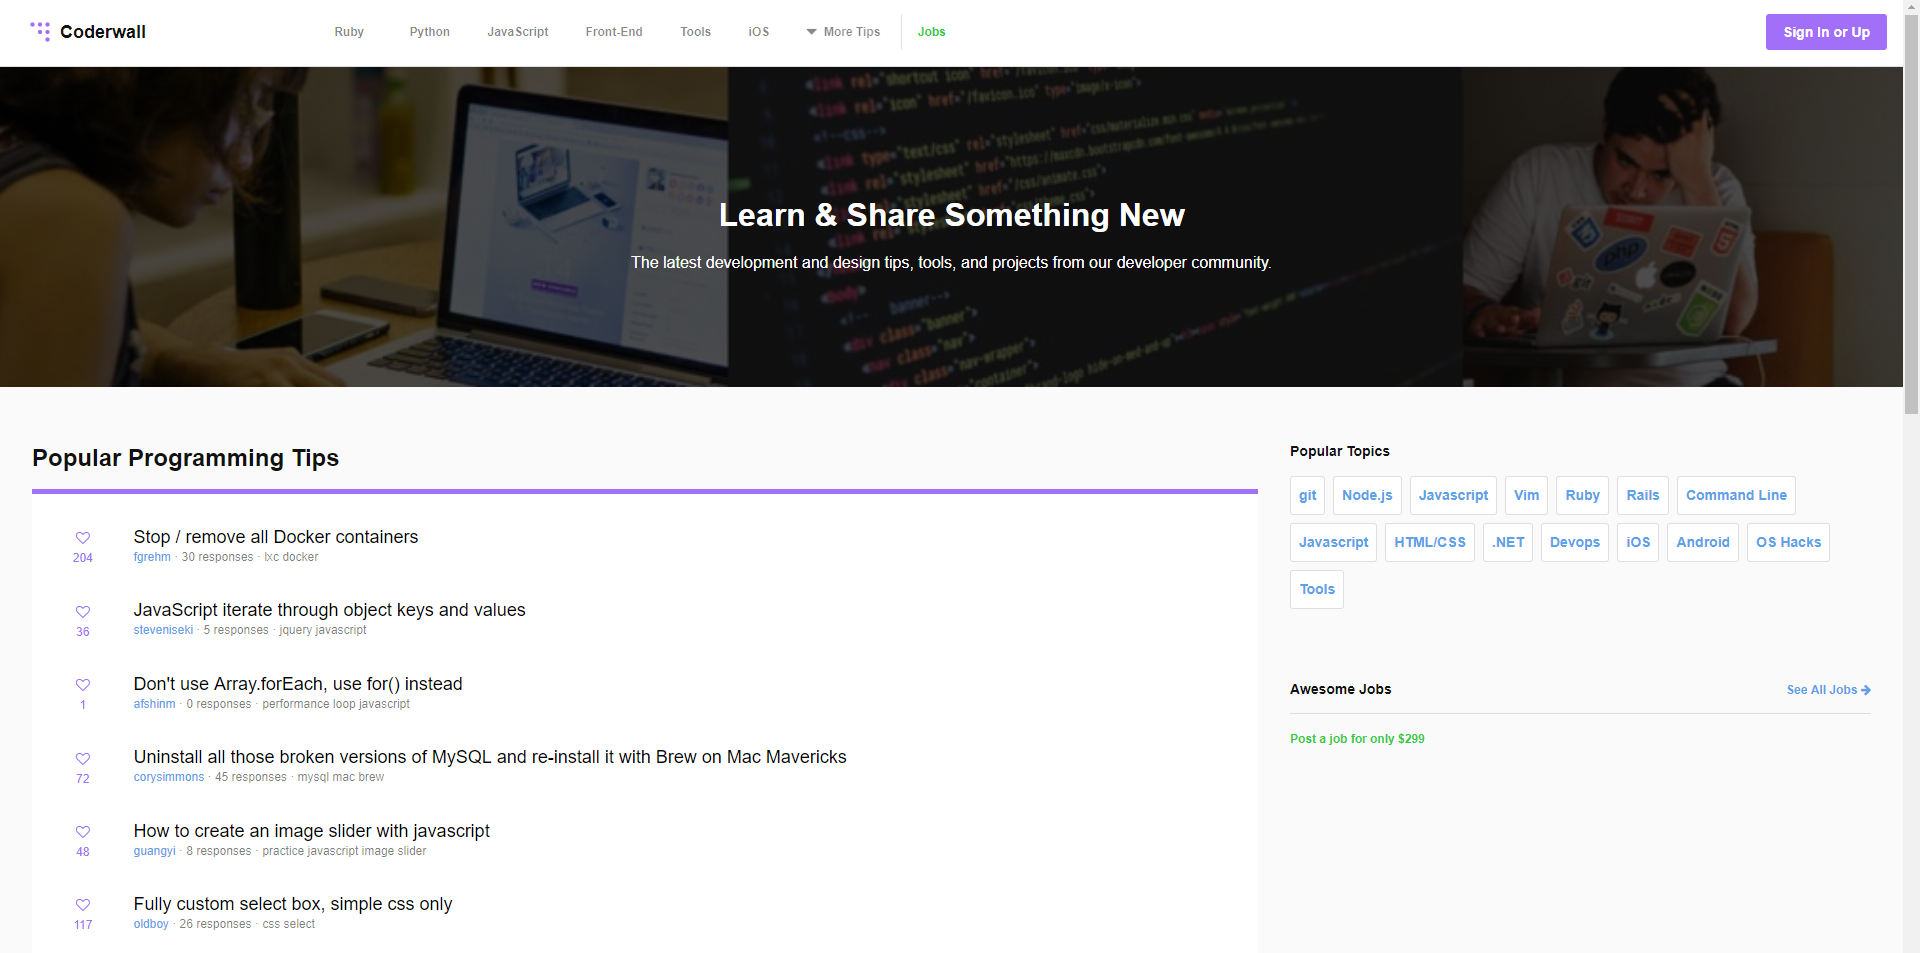 Coderwall
Ruby Python JavaScript Front-End Tools iOS More Tips Jobs
Sign In or Up
Learn & Share Something New
The latest development and design tips, tools, and projects from our developer community.
Popular Programming Tips
Stop / remove all Docker containers
204 fgrehm · 30 responses · lxc docker
JavaScript iterate through object keys and values
36 steveniseki · 5 responses · jquery javascript
Don't use Array.forEach, use for() instead
1 afshinm · 0 responses · performance loop javascript
Uninstall all those broken versions of MySQL and re-install it with Brew on Mac Mavericks
72 corysimmons · 45 responses · mysql mac brew
How to create an image slider with javascript
48 guangyi · 8 responses · practice javascript image slider
Fully custom select box, simple css only
117 oldboy · 26 responses · css select
Popular Topics
git Node.js Javascript Vim Ruby Rails Command Line
Javascript HTML/CSS .NET Devops iOS Android OS Hacks
Tools
Awesome Jobs See All Jobs
Post a job for only $299